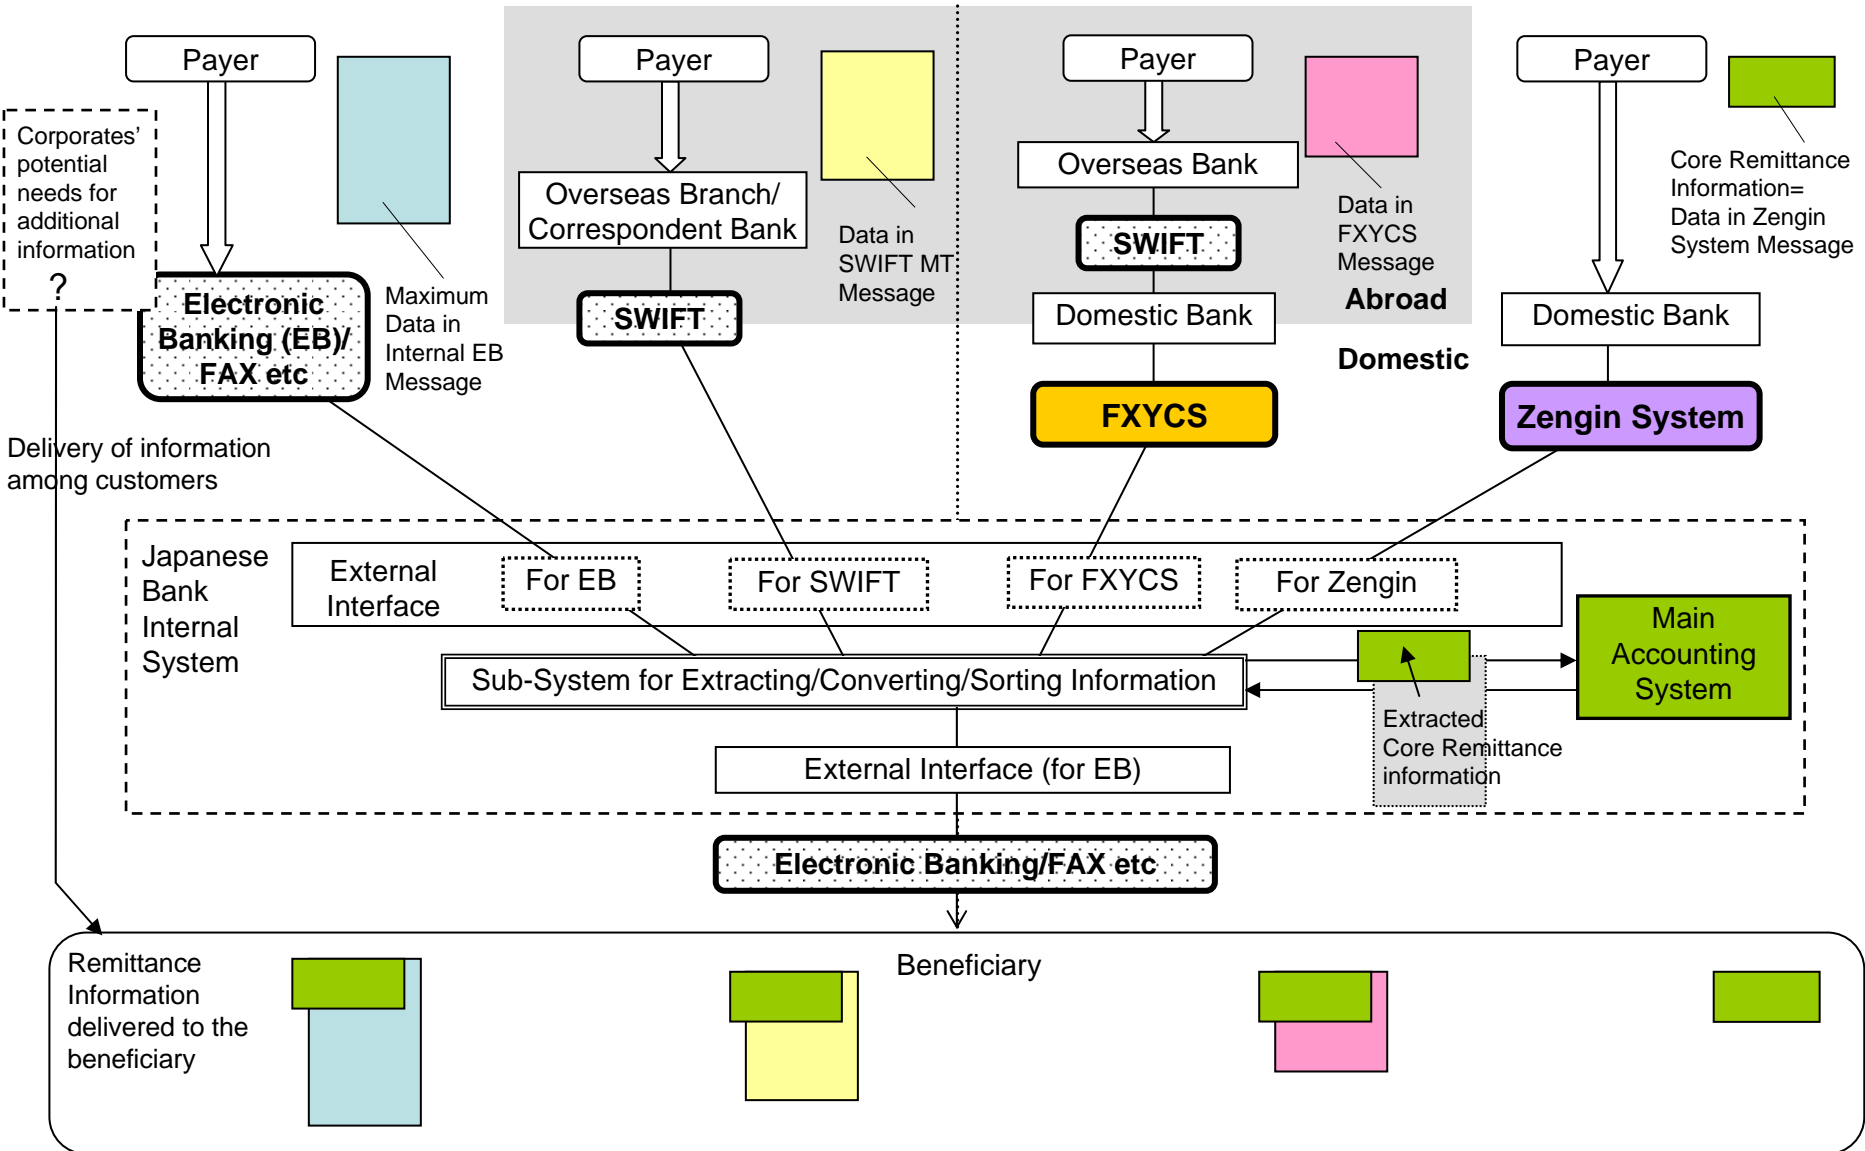 Payer
Payer
Payer
Payer
Corporates’
potential
needs for
additional
information
?
Overseas Branch/
Correspondent Bank
Overseas Bank
Core Remittance
Information=
Data in Zengin
System Message
Data in
SWIFT MT
Message
SWIFT
Data in
FXYCS
Message
Electronic
Banking (EB)/
FAX etc
Maximum
Data in
Internal EB
Message
SWIFT
Domestic Bank
Abroad
Domestic
Domestic Bank
FXYCS
Zengin System
Delivery of information
among customers
Japanese
Bank
Internal
System
External
Interface
For EB
For SWIFT
For FXYCS
For Zengin
Main
Accounting
System
Sub-System for Extracting/Converting/Sorting Information
Extracted
Core Remittance
information
External Interface (for EB)
Electronic Banking/FAX etc
Remittance
Information
delivered to the
beneficiary
Beneficiary